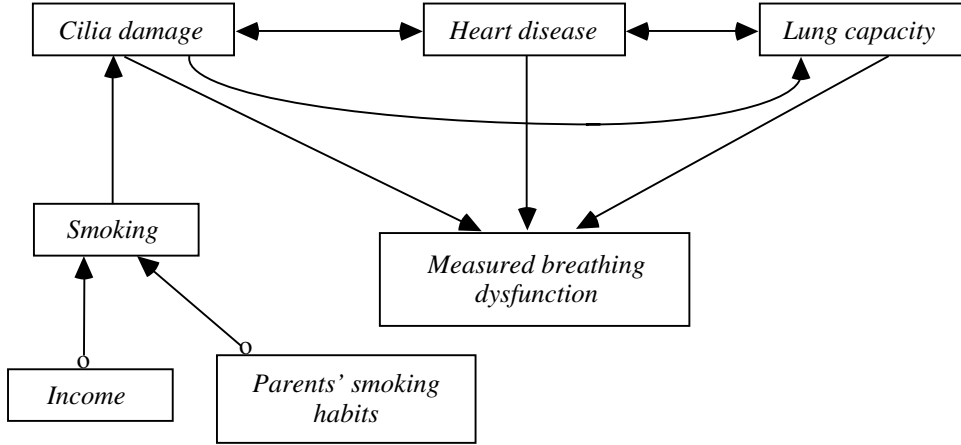 Cilia damage
Heart disease
Lung capacity
Smoking
Measured breathing
dysfunction
Income
Parents’ smoking
habits